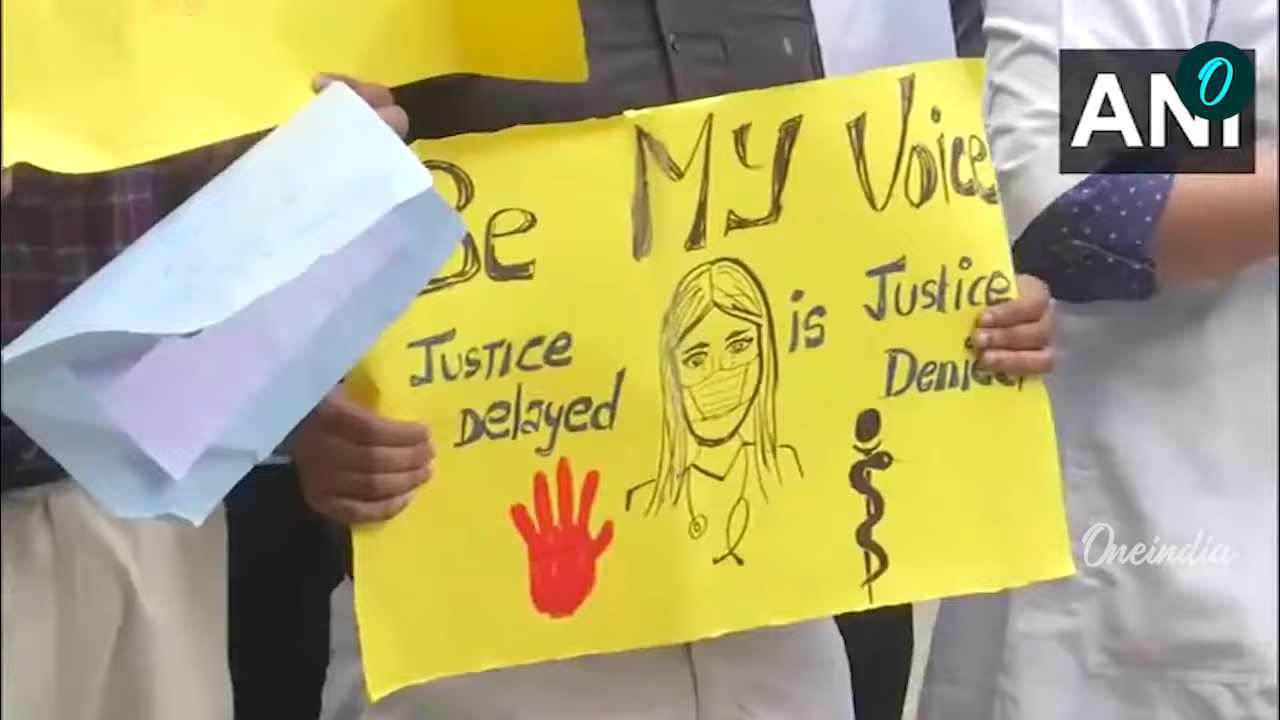 Be MY Voice
JUSTICE
Delayed
is Justice
Denied
ANI
O
Oneindia